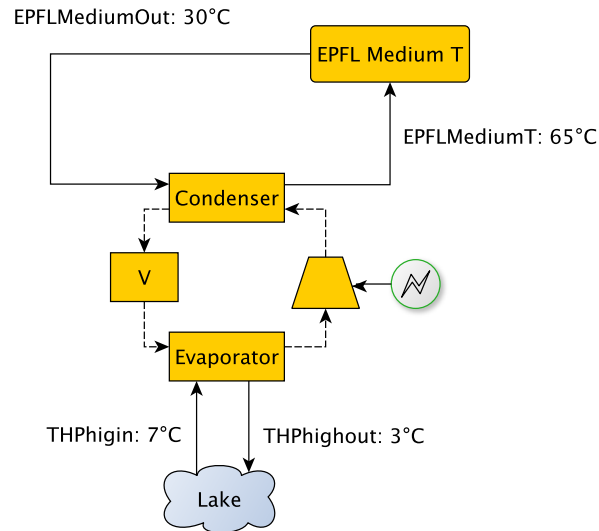 EPFLMediumOut: 30°C
EPFL Medium T
EPFLMediumT: 65°C
Condenser
V
Evaporator
THPhigin: 7°C
THPhighout: 3°C
Lake